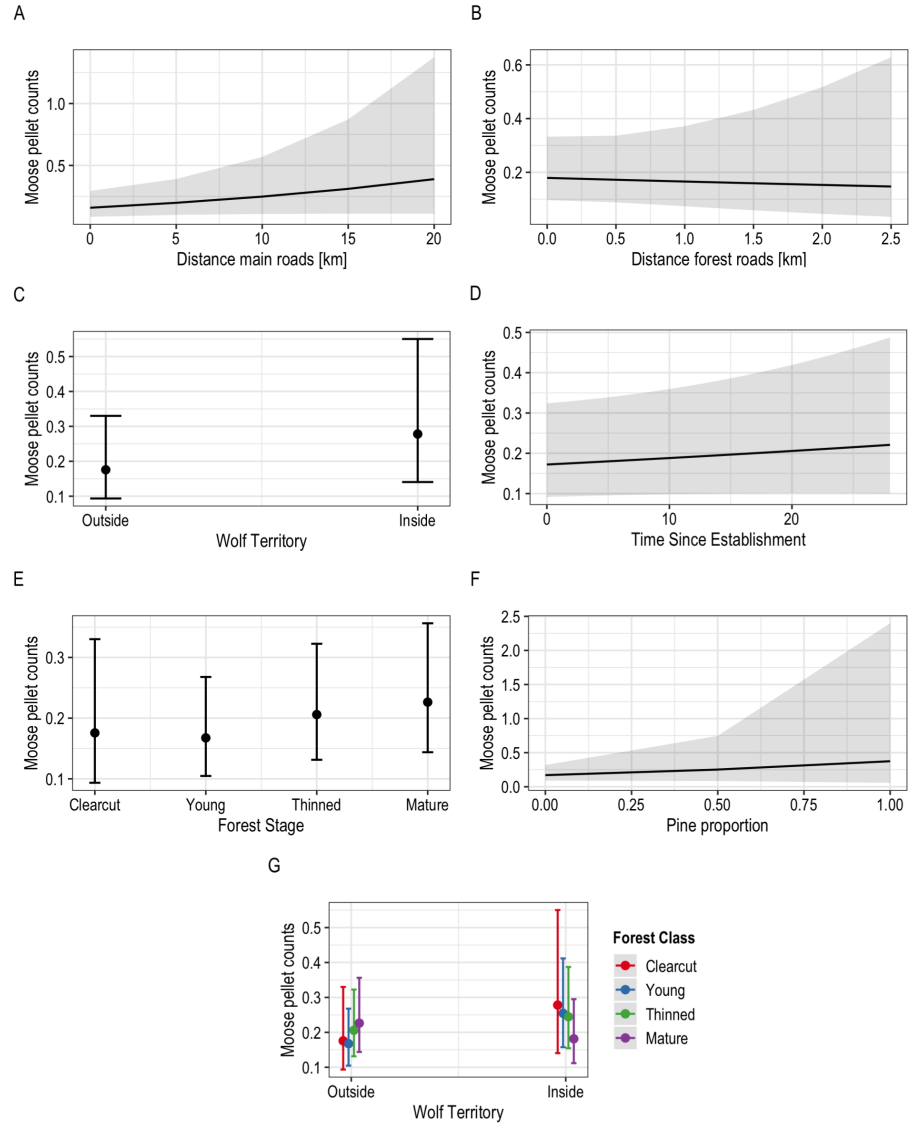 A
Moose pellet counts
1.0
0.5
0 5 10 15 20
Distance main roads [km]
B
Moose pellet counts
0.6
0.4
0.2
0.0 0.5 1.0 1.5 2.0 2.5
Distance forest roads [km]
C
Moose pellet counts
0.5
0.4
0.3
0.2
0.1
Outside Inside
Wolf Territory
D
Moose pellet counts
0.5
0.4
0.3
0.2
0.1
0 10 20
Time Since Establishment
E
Moose pellet counts
0.3
0.2
0.1
Clearcut Young Thinned Mature
Forest Stage
F
Moose pellet counts
2.5
2.0
1.5
1.0
0.5
0.0
0.00 0.25 0.50 0.75 1.00
Pine proportion
G
Moose pellet counts
0.5
0.4
0.3
0.2
0.1
Outside Inside
Wolf Territory
Forest Class
Clearcut
Young
Thinned
Mature